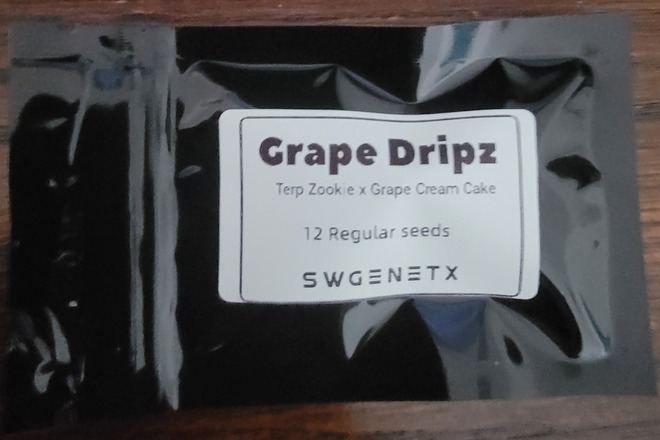 Grape Dripz
Terp Zookie x Grape Cream Cake
12 Regular seeds
SWGENETX